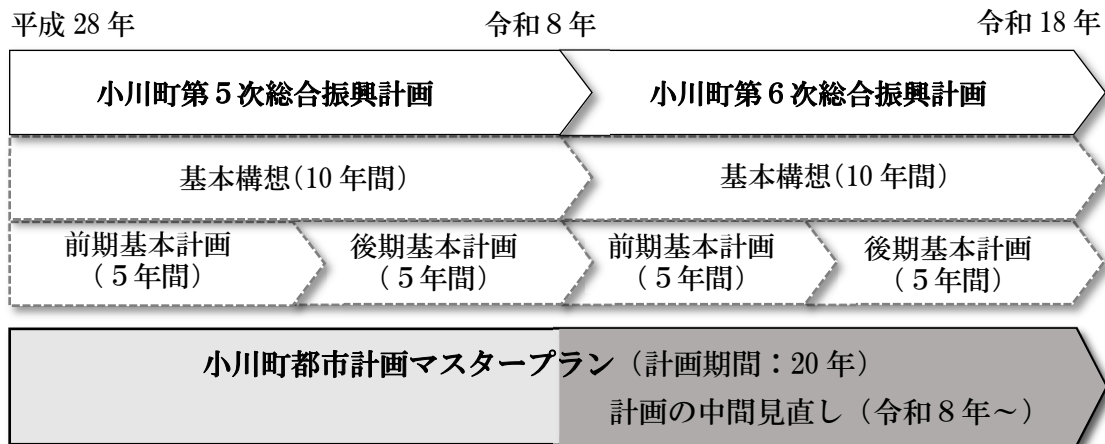 平成 28 年 令和８年 令和 18 年
小川町第５次総合振興計画 小川町第６次総合振興計画
基本構想（10 年間） 基本構想（10 年間）
前期基本計画 後期基本計画 前期基本計画 後期基本計画
（５年間） （５年間） （５年間） （５年間）
小川町都市計画マスタープラン（計画期間：20 年）
計画の中間見直し（令和８年～）